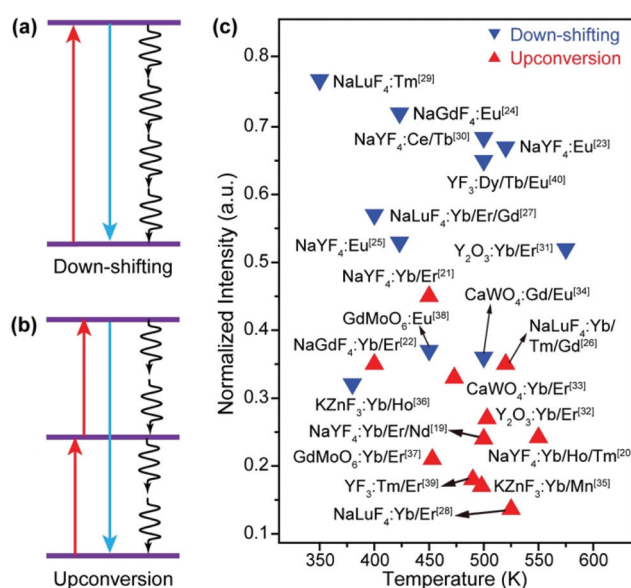 (a)
Down-shifting
(b)
Upconversion
(c)
Normalized Intensity (a.u.)
0.8
0.7
0.6
0.5
0.4
0.3
0.2
0.1
Down-shifting
Upconversion
NaLuF₄:Tm[29]
NaGdF₄:Eu[24]
NaYF₄:Ce/Tb[30]
NaYF₄:Eu[23]
YF₃:Dy/Tb/Eu[40]
NaLuF₄:Yb/Er/Gd[27]
NaYF₄:Eu[25]
Y₂O₃:Yb/Er[31]
NaYF₄:Yb/Er[21]
CaWO₄:Gd/Eu[34]
GdMoO₆:Eu[38]
NaLuF₄:Yb/
Tm/Gd[26]
NaGdF₄:Yb/Er[22]
CaWO₄:Yb/Er[33]
KZnF₃:Yb/Ho[36]
Y₂O₃:Yb/Er[32]
NaYF₄:Yb/Er/Nd[19]
GdMoO₆:Yb/Er[37]
NaYF₄:Yb/Ho/Tm[20]
YF₃:Tm/Er[39]
KZnF₃:Yb/Mn[35]
NaLuF₄:Yb/Er[28]
350 400 450 500 550 600
Temperature (K)